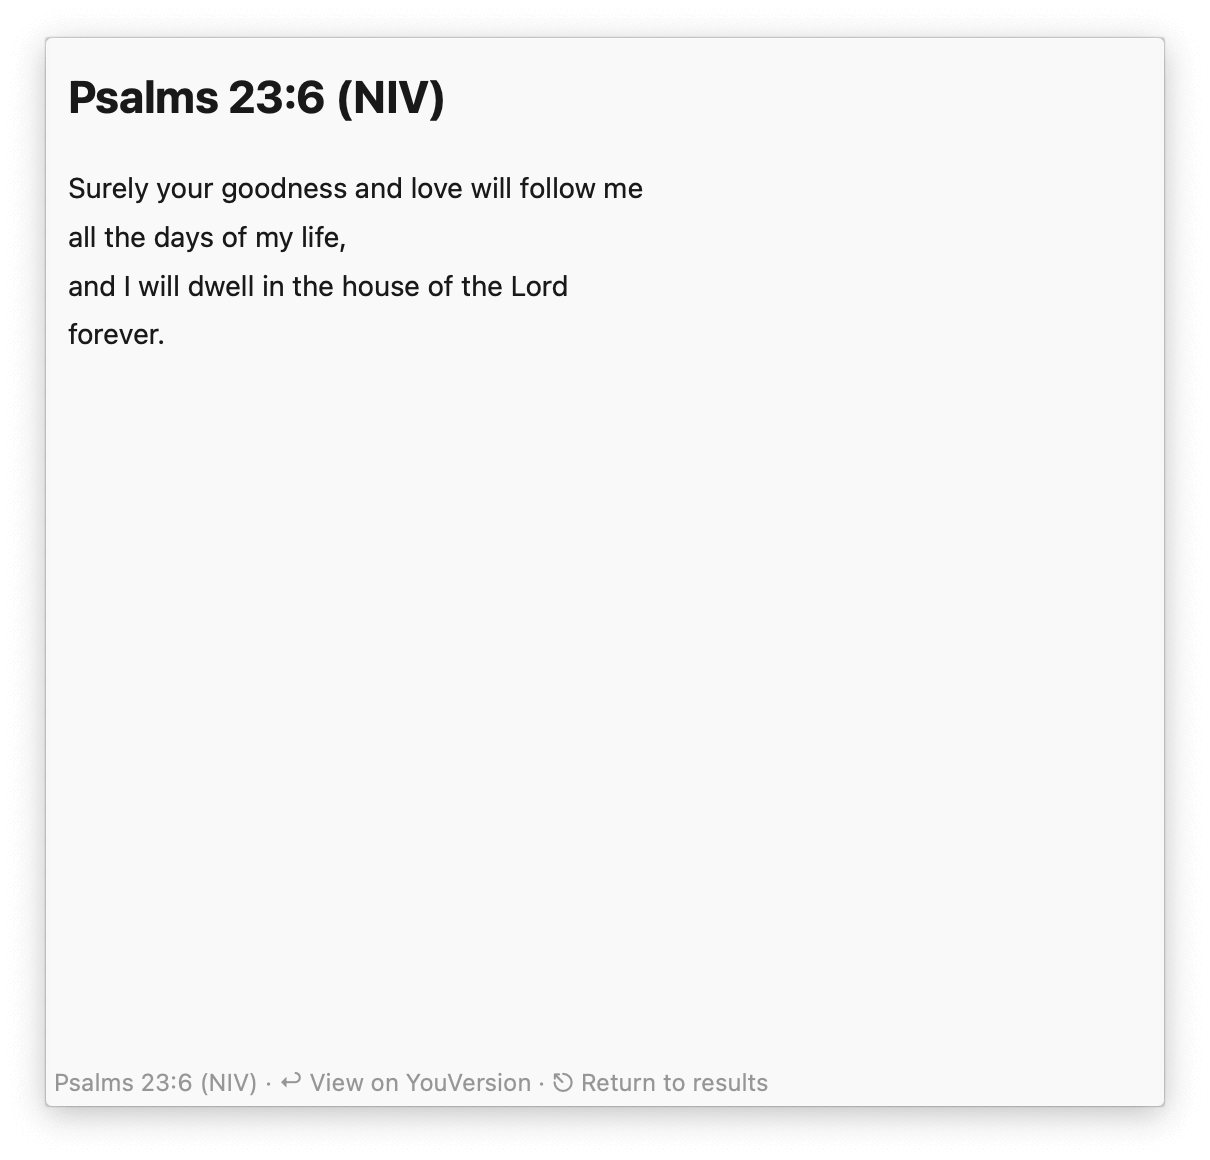 Psalms 23:6 (NIV)
Surely your goodness and love will follow me
all the days of my life,
and I will dwell in the house of the Lord
forever.
Psalms 23:6 (NIV) · ↩ View on YouVersion · ⎋ Return to results